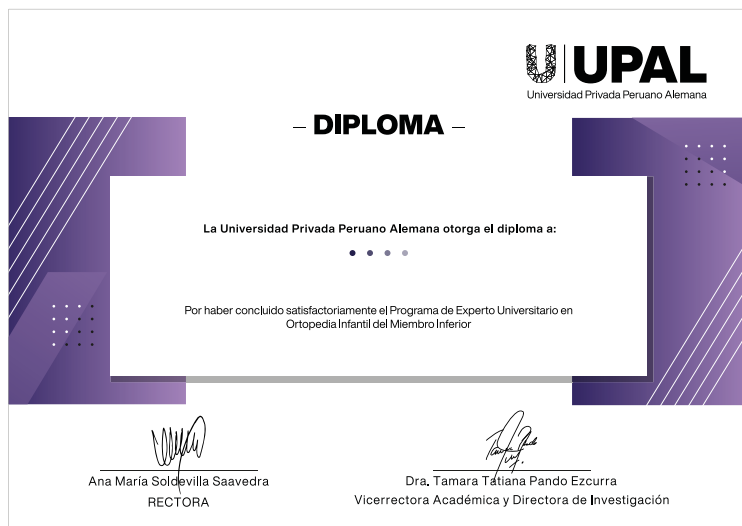 UPAL
Universidad Privada Peruano Alemana
– DIPLOMA –
La Universidad Privada Peruano Alemana otorga el diploma a:
Por haber concluido satisfactoriamente el Programa de Experto Universitario en
Ortopedia Infantil del Miembro Inferior
Ana María Soldevilla Saavedra
RECTORA
Dra. Tamara Tatiana Pando Ezcurra
Vicerrectora Académica y Directora de Investigación